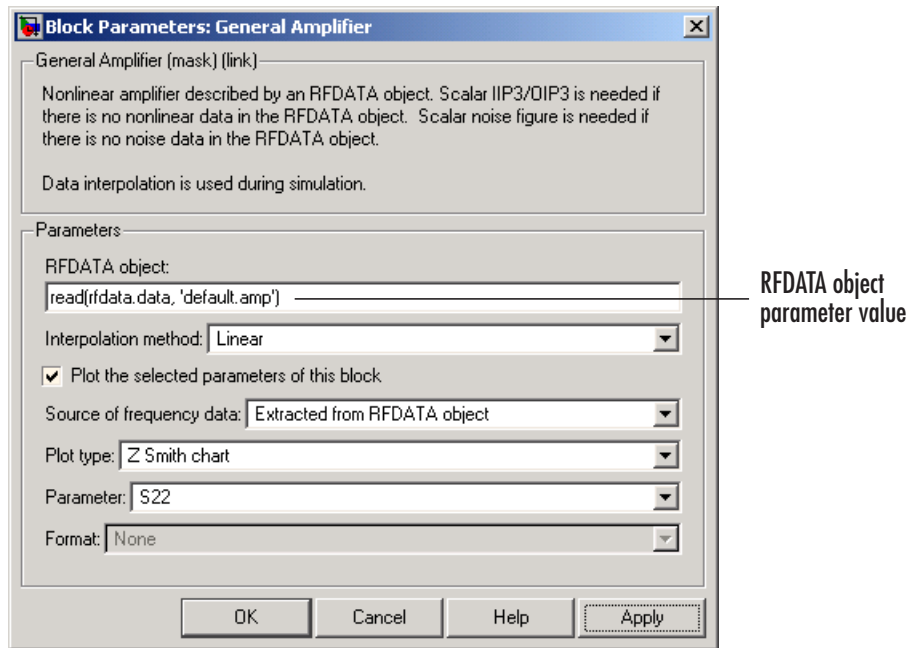 Block Parameters: General Amplifier
General Amplifier (mask) (link)
Nonlinear amplifier described by an RFDATA object. Scalar IIP3/OIP3 is needed if
there is no nonlinear data in the RFDATA object.  Scalar noise figure is needed if
there is no noise data in the RFDATA object.
Data interpolation is used during simulation.
Parameters
RFDATA object:
read(rfdata.data, 'default.amp')
RFDATA object
parameter value
Interpolation method: Linear
Plot the selected parameters of this block
Source of frequency data: Extracted from RFDATA object
Plot type: Z Smith chart
Parameter: S22
Format: None
OK Cancel Help Apply